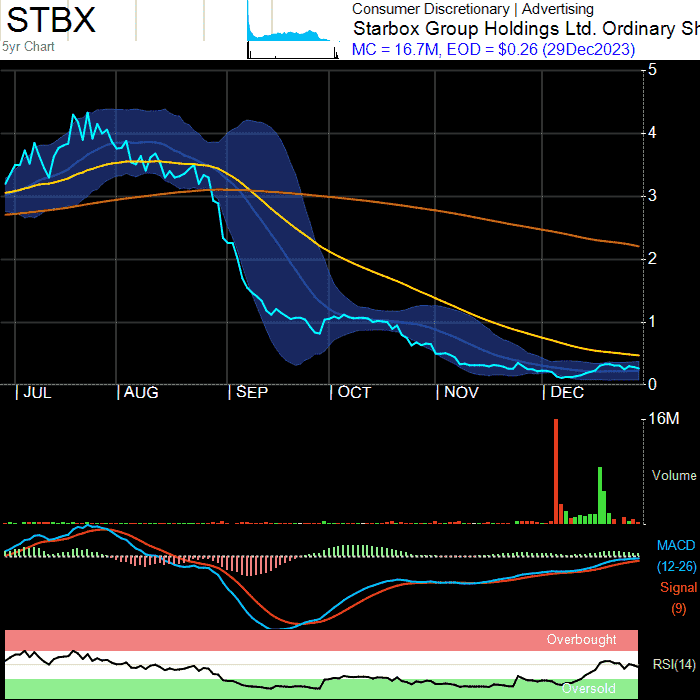 STBX
5yr Chart
Consumer Discretionary | Advertising
Starbox Group Holdings Ltd. Ordinary Sh
MC = 16.7M, EOD = $0.26 (29Dec2023)
5
4
3
2
1
0
JUL AUG SEP OCT NOV DEC
16M
Volume
MACD
(12-26)
Signal
(9)
Overbought
RSI(14)
Oversold